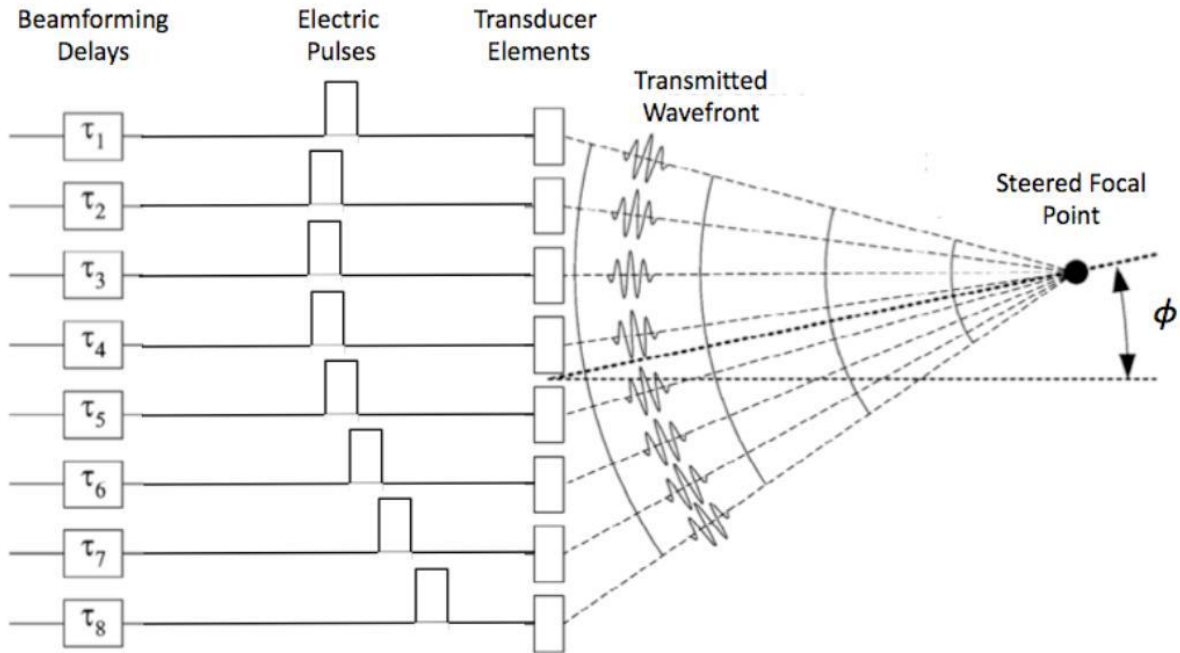 Beamforming
Delays
Electric
Pulses
Transducer
Elements
Transmitted
Wavefront
Steered Focal
Point
τ1
τ2
τ3
τ4
τ5
τ6
τ7
τ8
ϕ